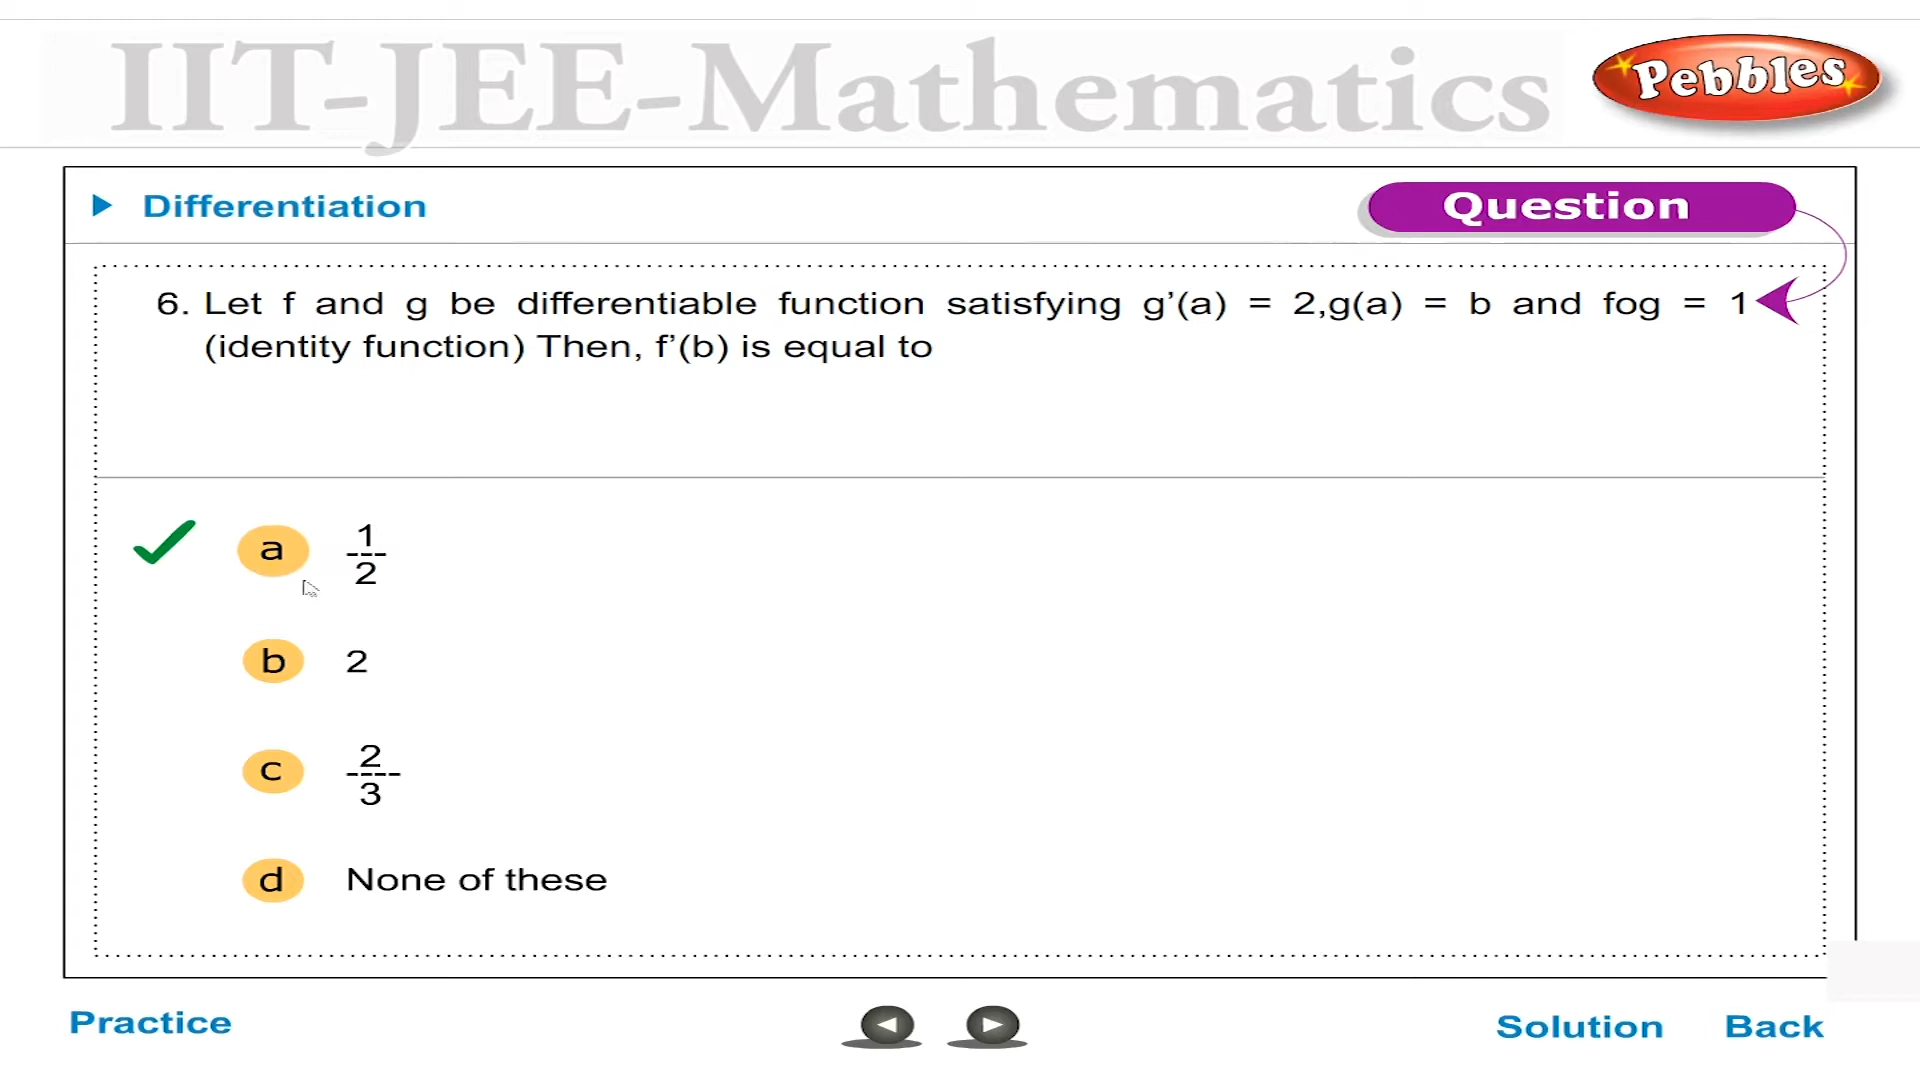 IIT-JEE-Mathematics
Pebbles
Differentiation
Question
6. Let f and g be differentiable function satisfying g’(a) = 2,g(a) = b and fog = 1
(identity function) Then, f’(b) is equal to
a 1/2
b 2
c 2/3
d None of these
Practice
Solution
Back